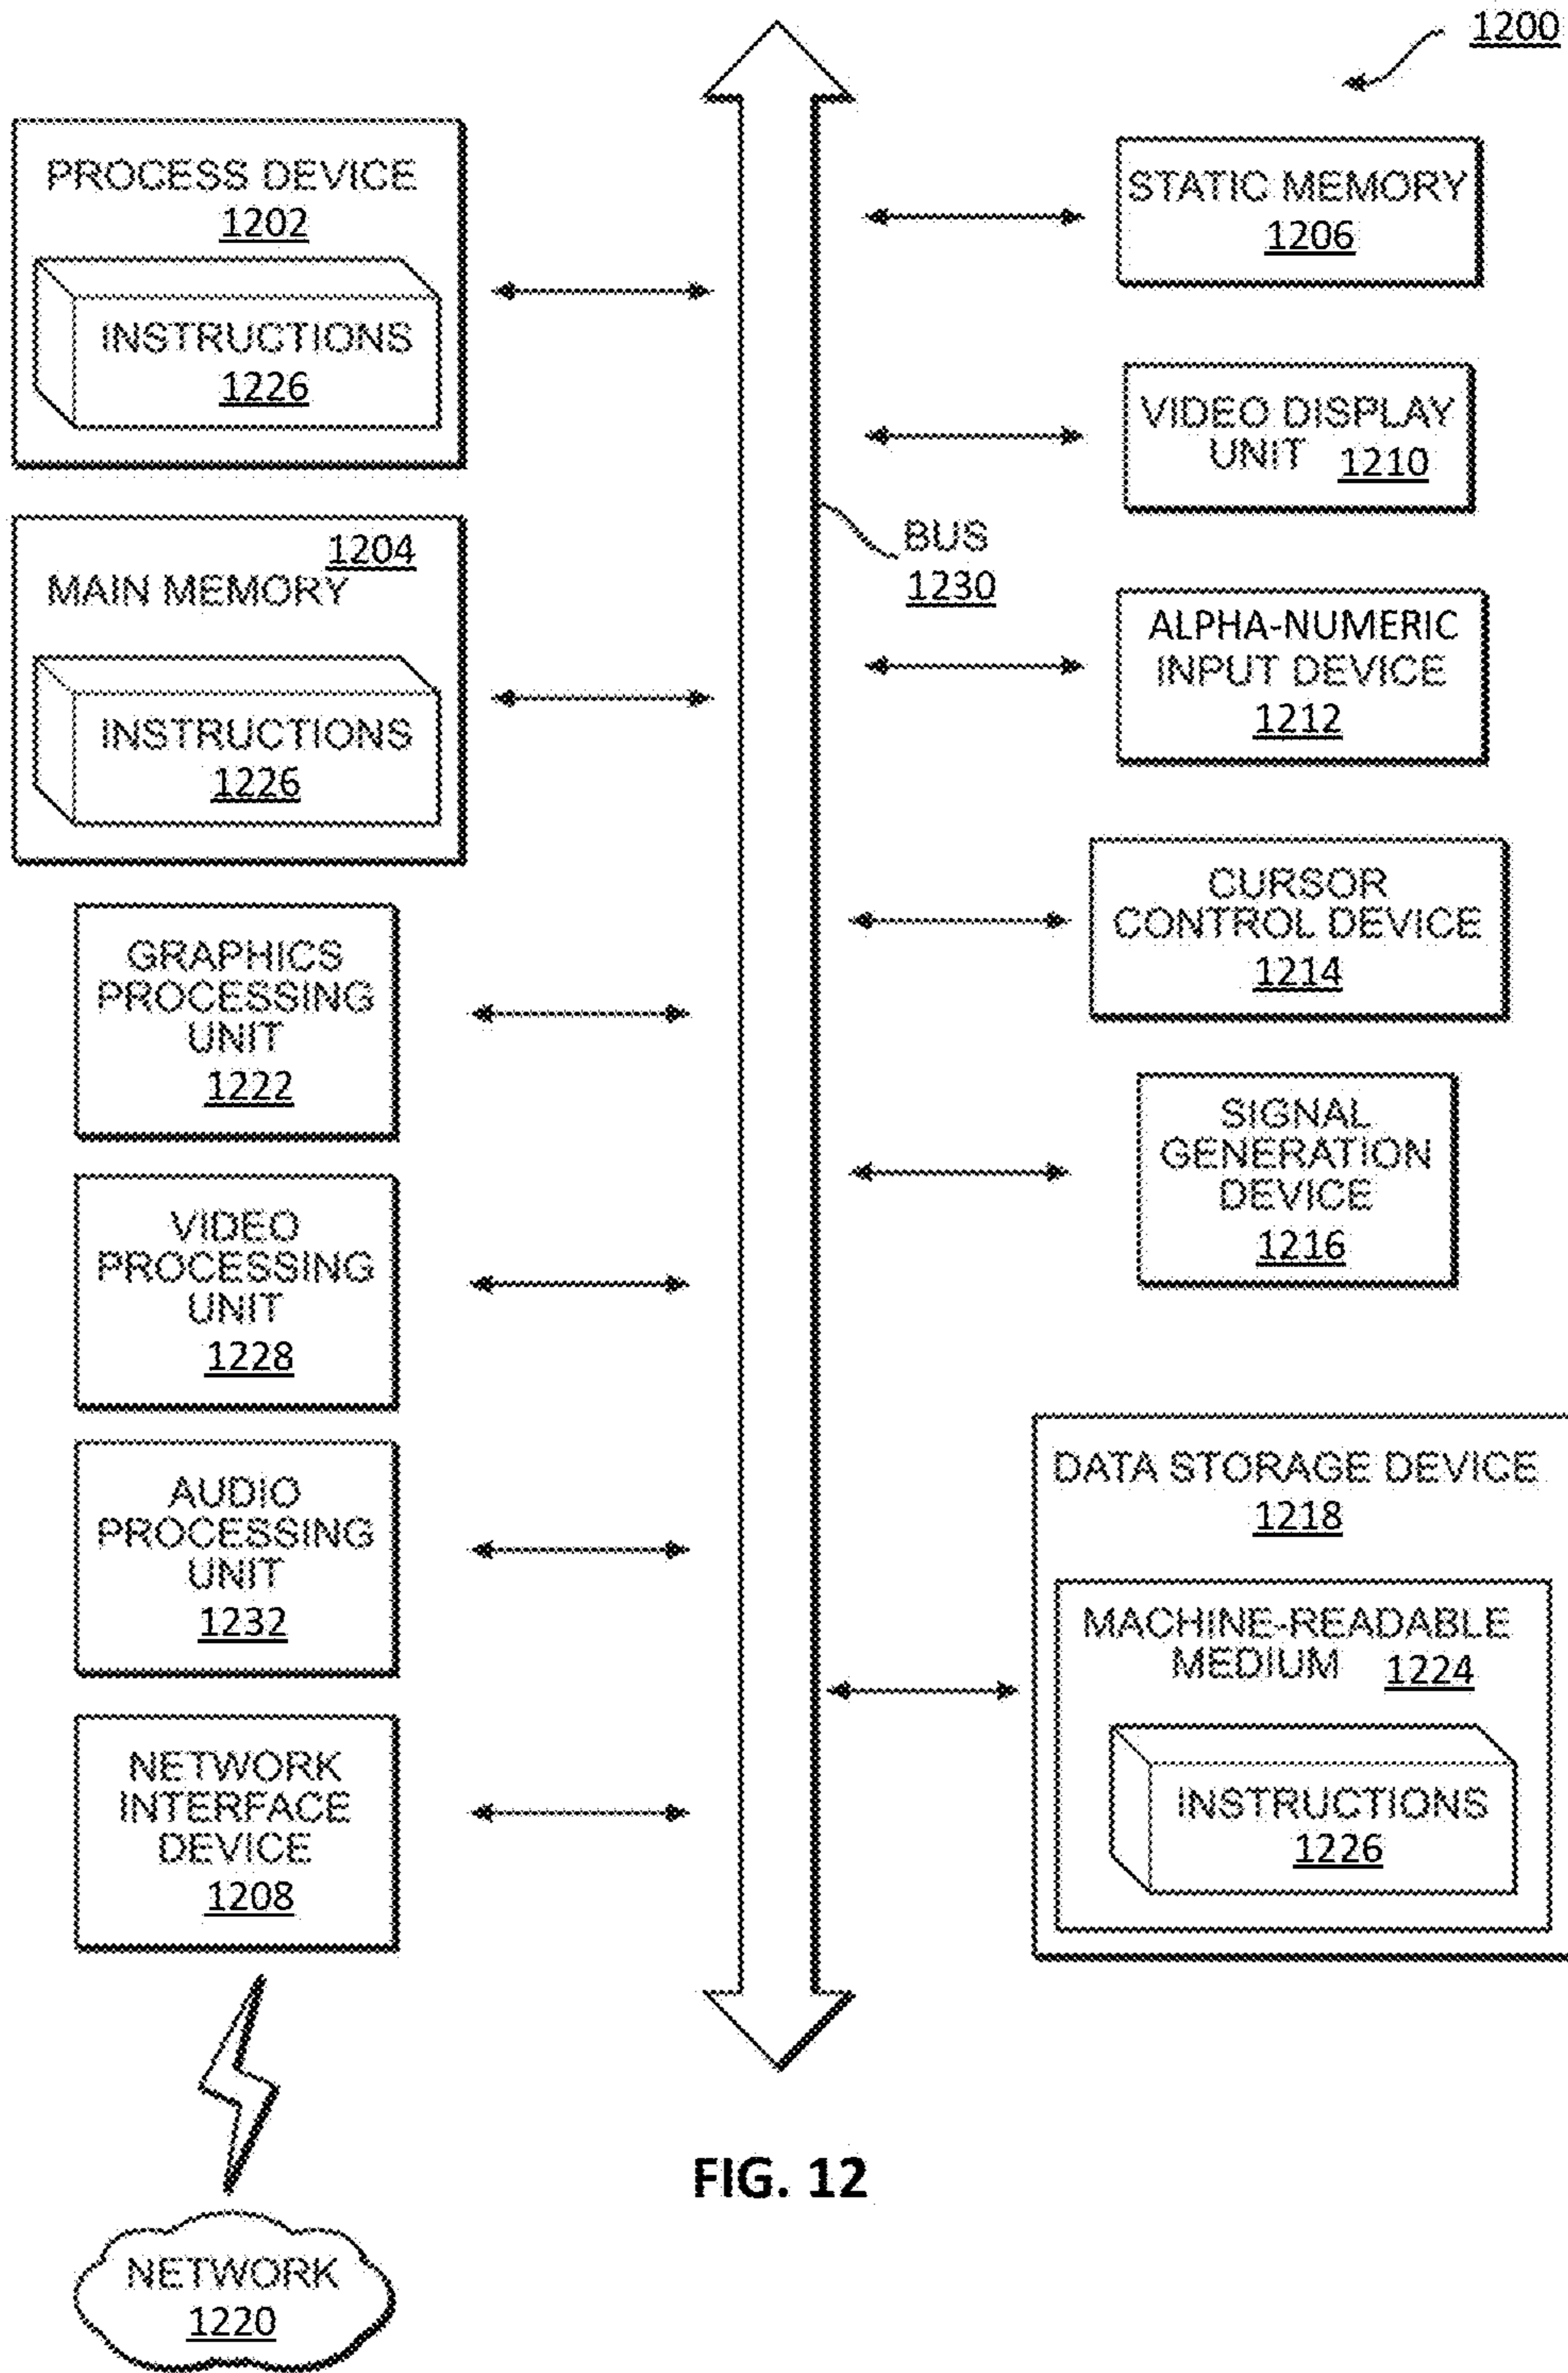 1200
PROCESS DEVICE
1202
INSTRUCTIONS
1226
1204
MAIN MEMORY
INSTRUCTIONS
1226
GRAPHICS
PROCESSING
UNIT
1222
VIDEO
PROCESSING
UNIT
1228
AUDIO
PROCESSING
UNIT
1232
NETWORK
INTERFACE
DEVICE
1208
NETWORK
1220
BUS
1230
STATIC MEMORY
1206
VIDEO DISPLAY
UNIT 1210
ALPHA-NUMERIC
INPUT DEVICE
1212
CURSOR
CONTROL DEVICE
1214
SIGNAL
GENERATION
DEVICE
1216
DATA STORAGE DEVICE
1218
MACHINE-READABLE
MEDIUM 1224
INSTRUCTIONS
1226
FIG. 12